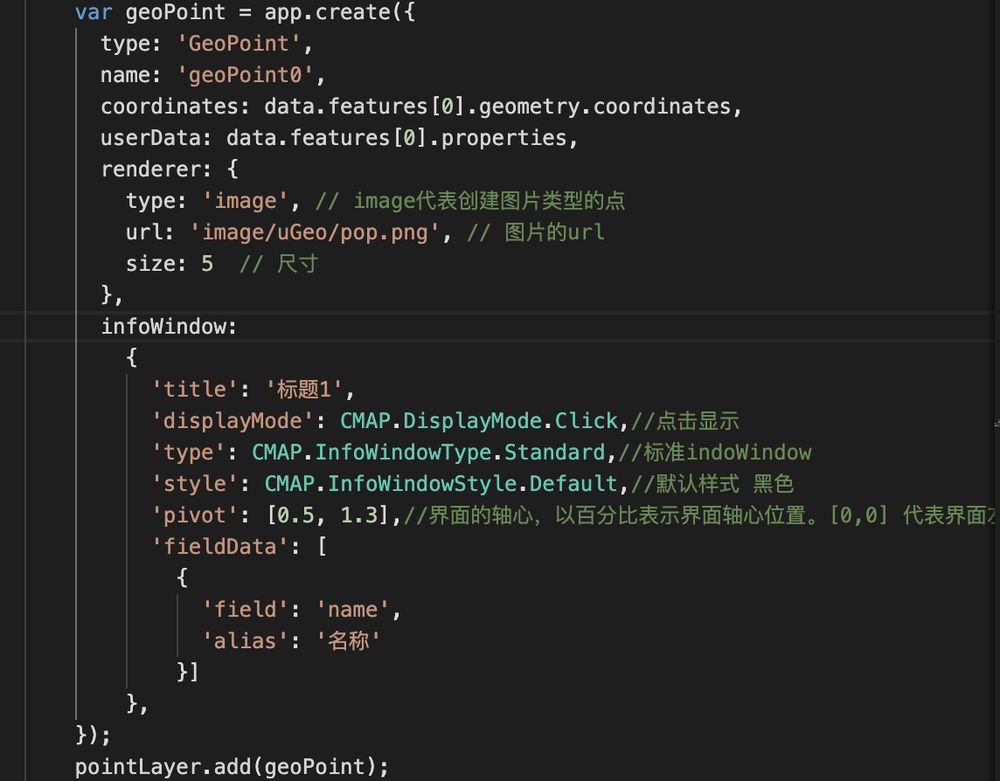 var geoPoint = app.create({
type: 'GeoPoint',
name: 'geoPoint0',
coordinates: data.features[0].geometry.coordinates,
userData: data.features[0].properties,
renderer: {
type: 'image', // image代表创建图片类型的点
url: 'image/uGeo/pop.png', // 图片的url
size: 5 // 尺寸
},
infoWindow:
{
'title': '标题1',
'displayMode': CMAP.DisplayMode.Click,//点击显示
'type': CMAP.InfoWindowType.Standard,//标准indoWindow
'style': CMAP.InfoWindowStyle.Default,//默认样式 黑色
'pivot': [0.5, 1.3],//界面的轴心，以百分比表示界面轴心位置。[0,0] 代表界面
'fieldData': [
{
'field': 'name',
'alias': '名称'
}]
},
});
pointLayer.add(geoPoint);